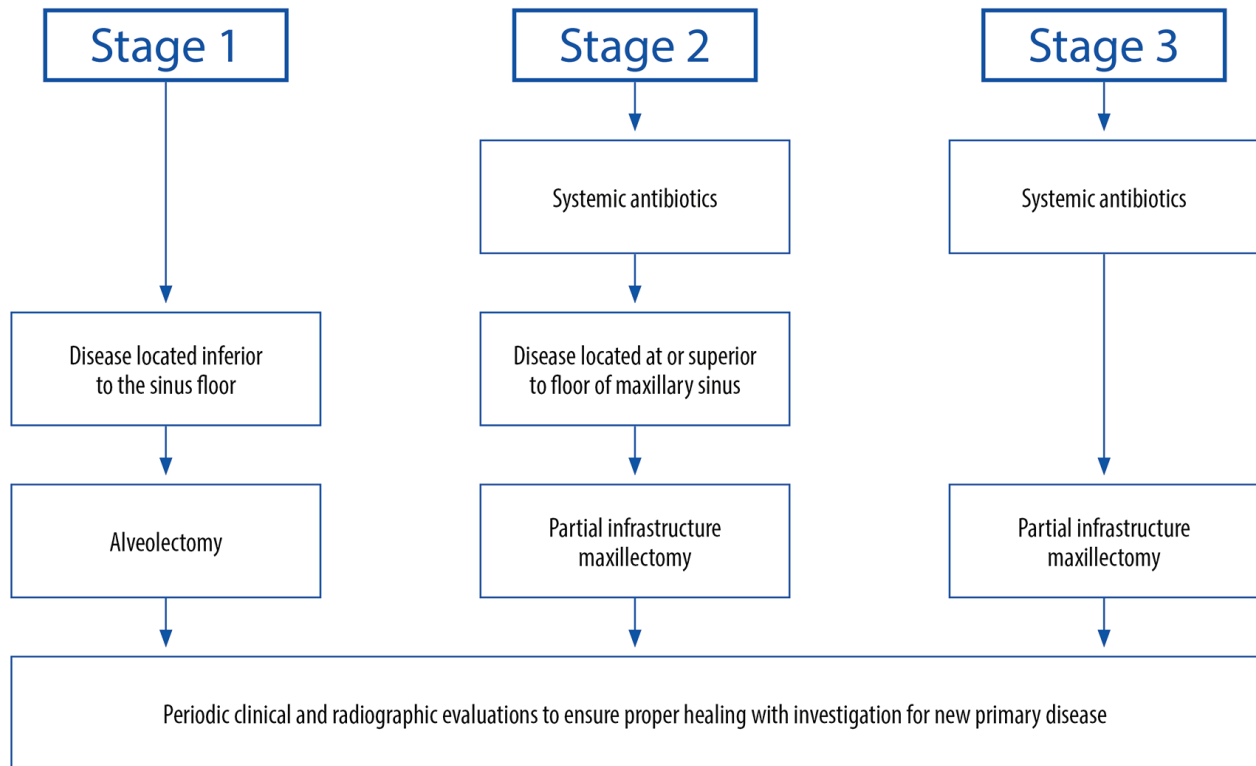 Stage 1
Stage 2
Stage 3
Systemic antibiotics
Systemic antibiotics
Disease located inferior
to the sinus floor
Disease located at or superior
to floor of maxillary sinus
Alveolectomy
Partial infrastructure
maxillectomy
Partial infrastructure
maxillectomy
Periodic clinical and radiographic evaluations to ensure proper healing with investigation for new primary disease